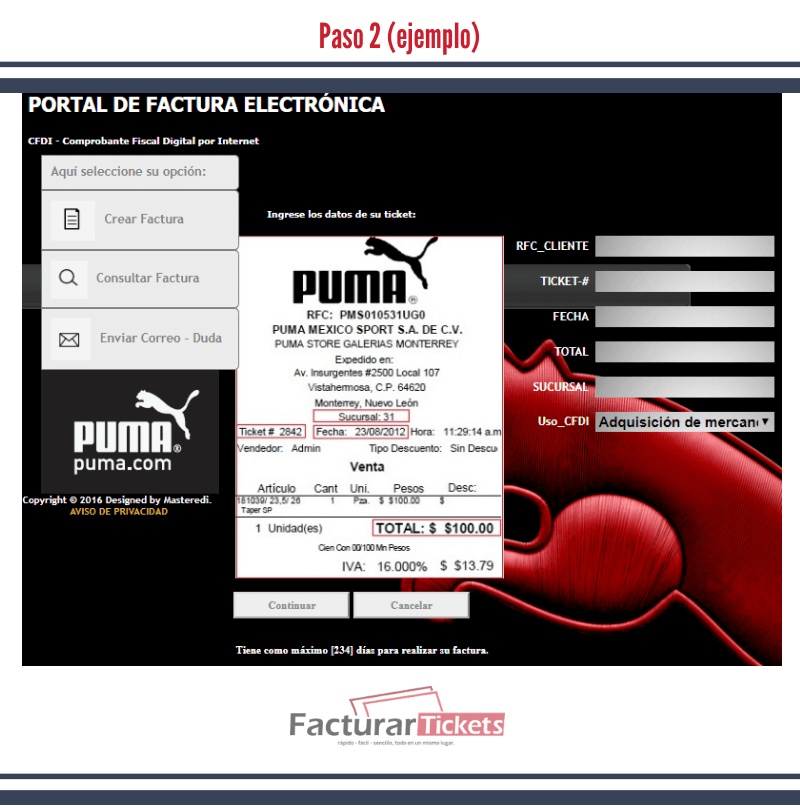 Paso 2 (ejemplo)
PORTAL DE FACTURA ELECTRÓNICA
CFDI - Comprobante Fiscal Digital por Internet
Aquí seleccione su opción:
Crear Factura
Consultar Factura
Enviar Correo - Duda
PUMA®
puma.com
Copyright © 2016 Designed by Masteredi.
AVISO DE PRIVACIDAD
Ingrese los datos de su ticket:
PUMA®
RFC: PMS010531UG0
PUMA MEXICO SPORT S.A. DE C.V.
PUMA STORE GALERIAS MONTERREY
Expedido en:
Av. Insurgentes #2500 Local 107
Vistahermosa, C.P. 64620
Monterrey, Nuevo León
Sucursal: 31
Ticket # 2842 Fecha: 23/08/2012 Hora: 11:29:14 a.m
Vendedor: Admin Tipo Descuento: Sin Descu
Venta
Artículo Cant Uni. Pesos Desc:
181039/ 23,5/ 26 1 Pza. $ $100.00 $
Taper SP
1 Unidad(es) TOTAL: $ $100.00
Cien Con 00/100 Mn Pesos
IVA: 16.000% $ $13.79
RFC_CLIENTE
TICKET-#
FECHA
TOTAL
SUCURSAL
Uso_CFDI Adquisición de mercan
Continuar Cancelar
Tiene como máximo [234] días para realizar su factura.
FacturarTickets
rápido - fácil - sencillo, todo en un mismo lugar.